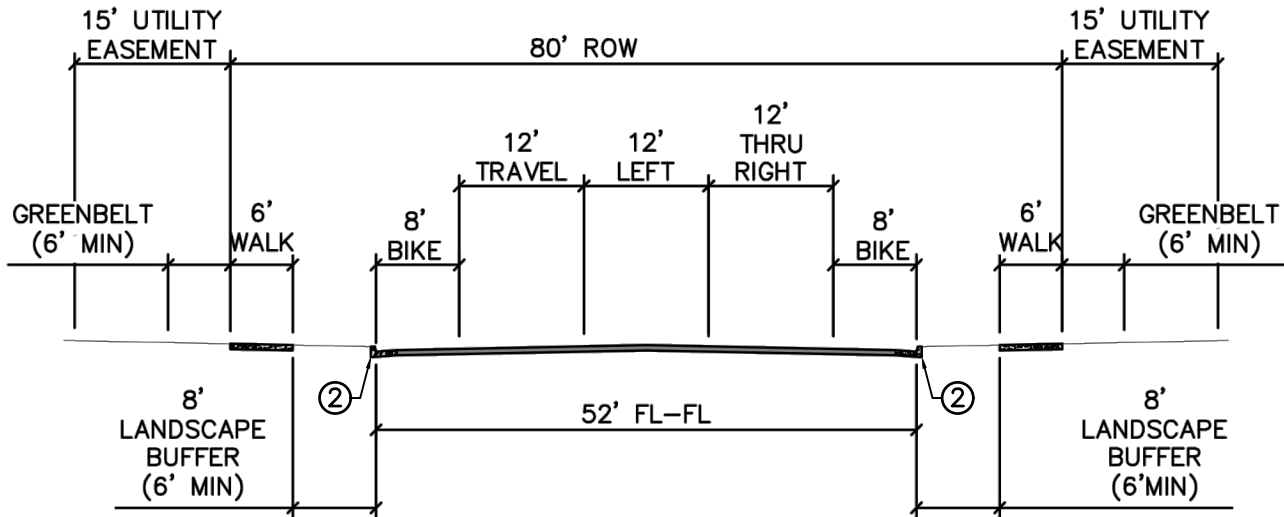 15' UTILITY
EASEMENT
80' ROW
15' UTILITY
EASEMENT
12'
TRAVEL
12'
LEFT
12'
THRU
RIGHT
GREENBELT
(6' MIN)
6'
WALK
8'
BIKE
8'
BIKE
6'
WALK
GREENBELT
(6' MIN)
2
2
8'
LANDSCAPE
BUFFER
(6' MIN)
52' FL-FL
8'
LANDSCAPE
BUFFER
(6'MIN)